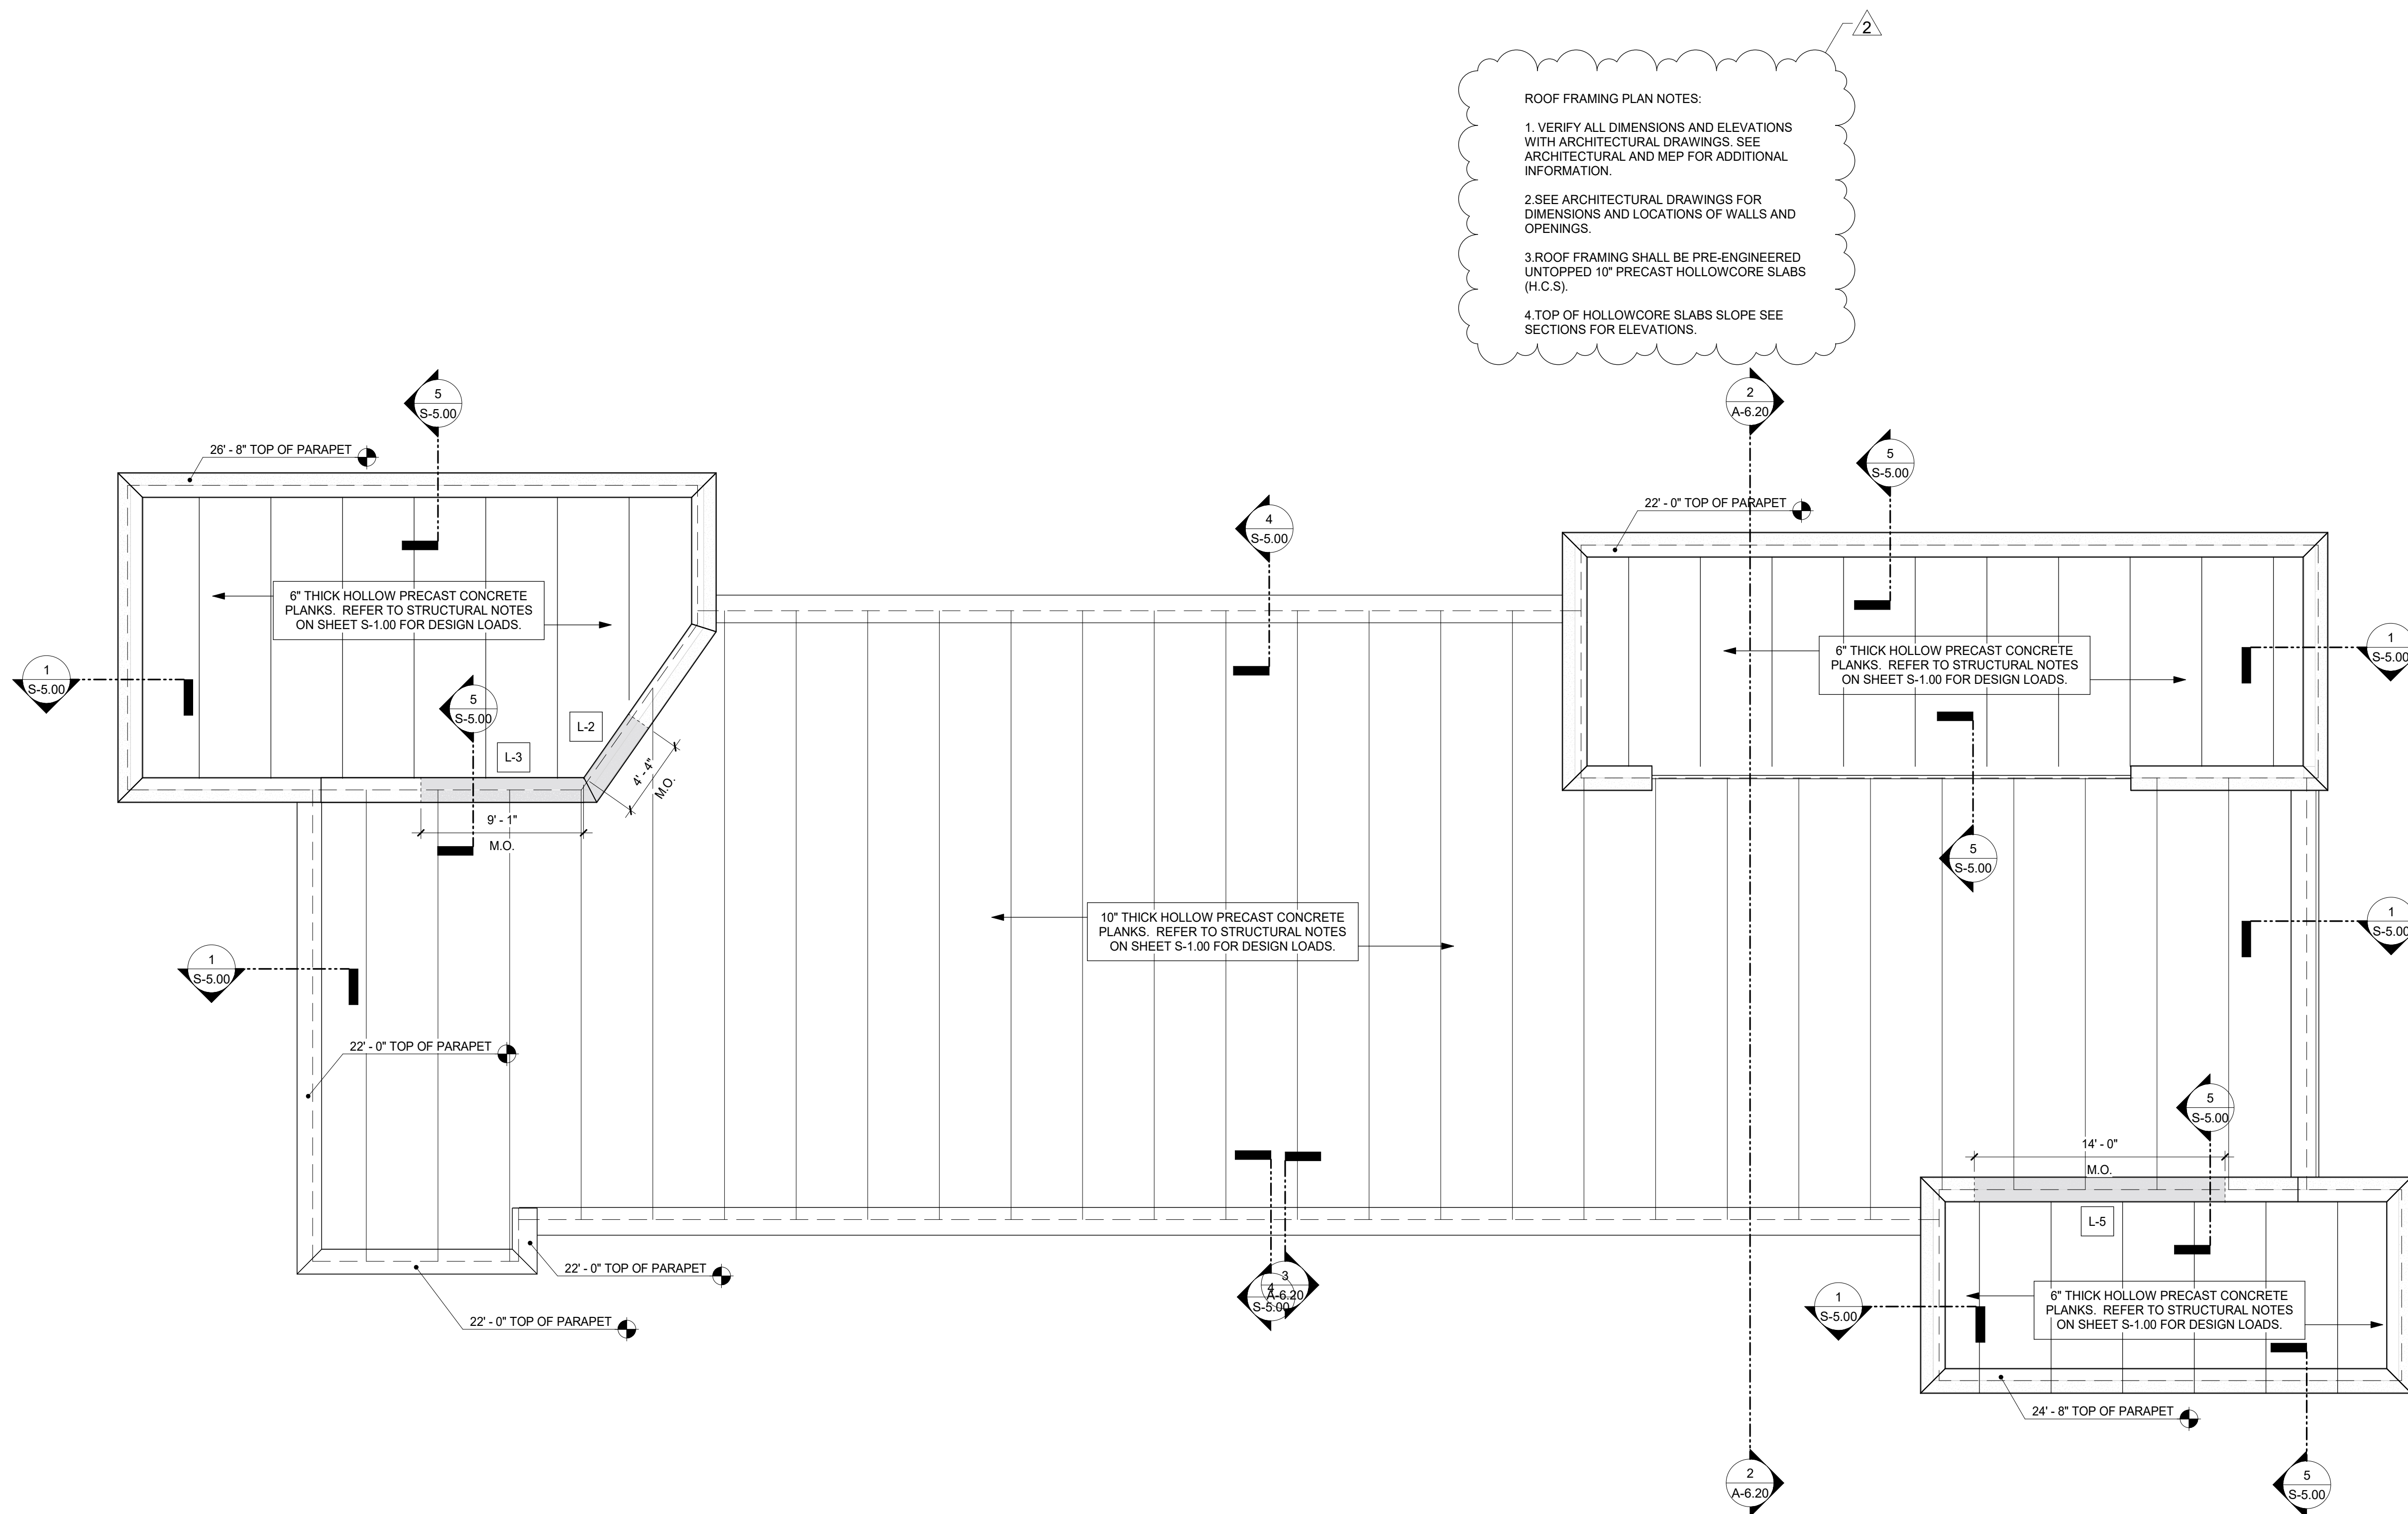 2
ROOF FRAMING PLAN NOTES:
1. VERIFY ALL DIMENSIONS AND ELEVATIONS
WITH ARCHITECTURAL DRAWINGS. SEE
ARCHITECTURAL AND MEP FOR ADDITIONAL
INFORMATION.
2.SEE ARCHITECTURAL DRAWINGS FOR
DIMENSIONS AND LOCATIONS OF WALLS AND
OPENINGS.
3.ROOF FRAMING SHALL BE PRE-ENGINEERED
UNTOPPED 10" PRECAST HOLLOWCORE SLABS
(H.C.S).
4.TOP OF HOLLOWCORE SLABS SLOPE SEE
SECTIONS FOR ELEVATIONS.
5
S-5.00
2
A-6.20
26' - 8" TOP OF PARAPET
5
S-5.00
22' - 0" TOP OF PARAPET
4
S-5.00
6" THICK HOLLOW PRECAST CONCRETE
PLANKS. REFER TO STRUCTURAL NOTES
ON SHEET S-1.00 FOR DESIGN LOADS.
6" THICK HOLLOW PRECAST CONCRETE
PLANKS. REFER TO STRUCTURAL NOTES
ON SHEET S-1.00 FOR DESIGN LOADS.
1
S-5.00
1
S-5.00
5
S-5.00
L-2
L-3
4' - 4"
M.O.
9' - 1"
M.O.
5
S-5.00
10" THICK HOLLOW PRECAST CONCRETE
PLANKS. REFER TO STRUCTURAL NOTES
ON SHEET S-1.00 FOR DESIGN LOADS.
1
S-5.00
1
S-5.00
22' - 0" TOP OF PARAPET
5
S-5.00
14' - 0"
M.O.
L-5
22' - 0" TOP OF PARAPET
3
A-6.20
4
S-5.00
1
S-5.00
6" THICK HOLLOW PRECAST CONCRETE
PLANKS. REFER TO STRUCTURAL NOTES
ON SHEET S-1.00 FOR DESIGN LOADS.
22' - 0" TOP OF PARAPET
24' - 8" TOP OF PARAPET
2
A-6.20
5
S-5.00